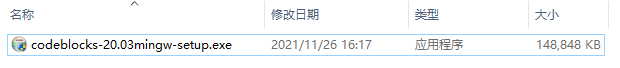 名称 修改日期 类型 大小
codeblocks-20.03mingw-setup.exe 2021/11/26 16:17 应用程序 148,848 KB